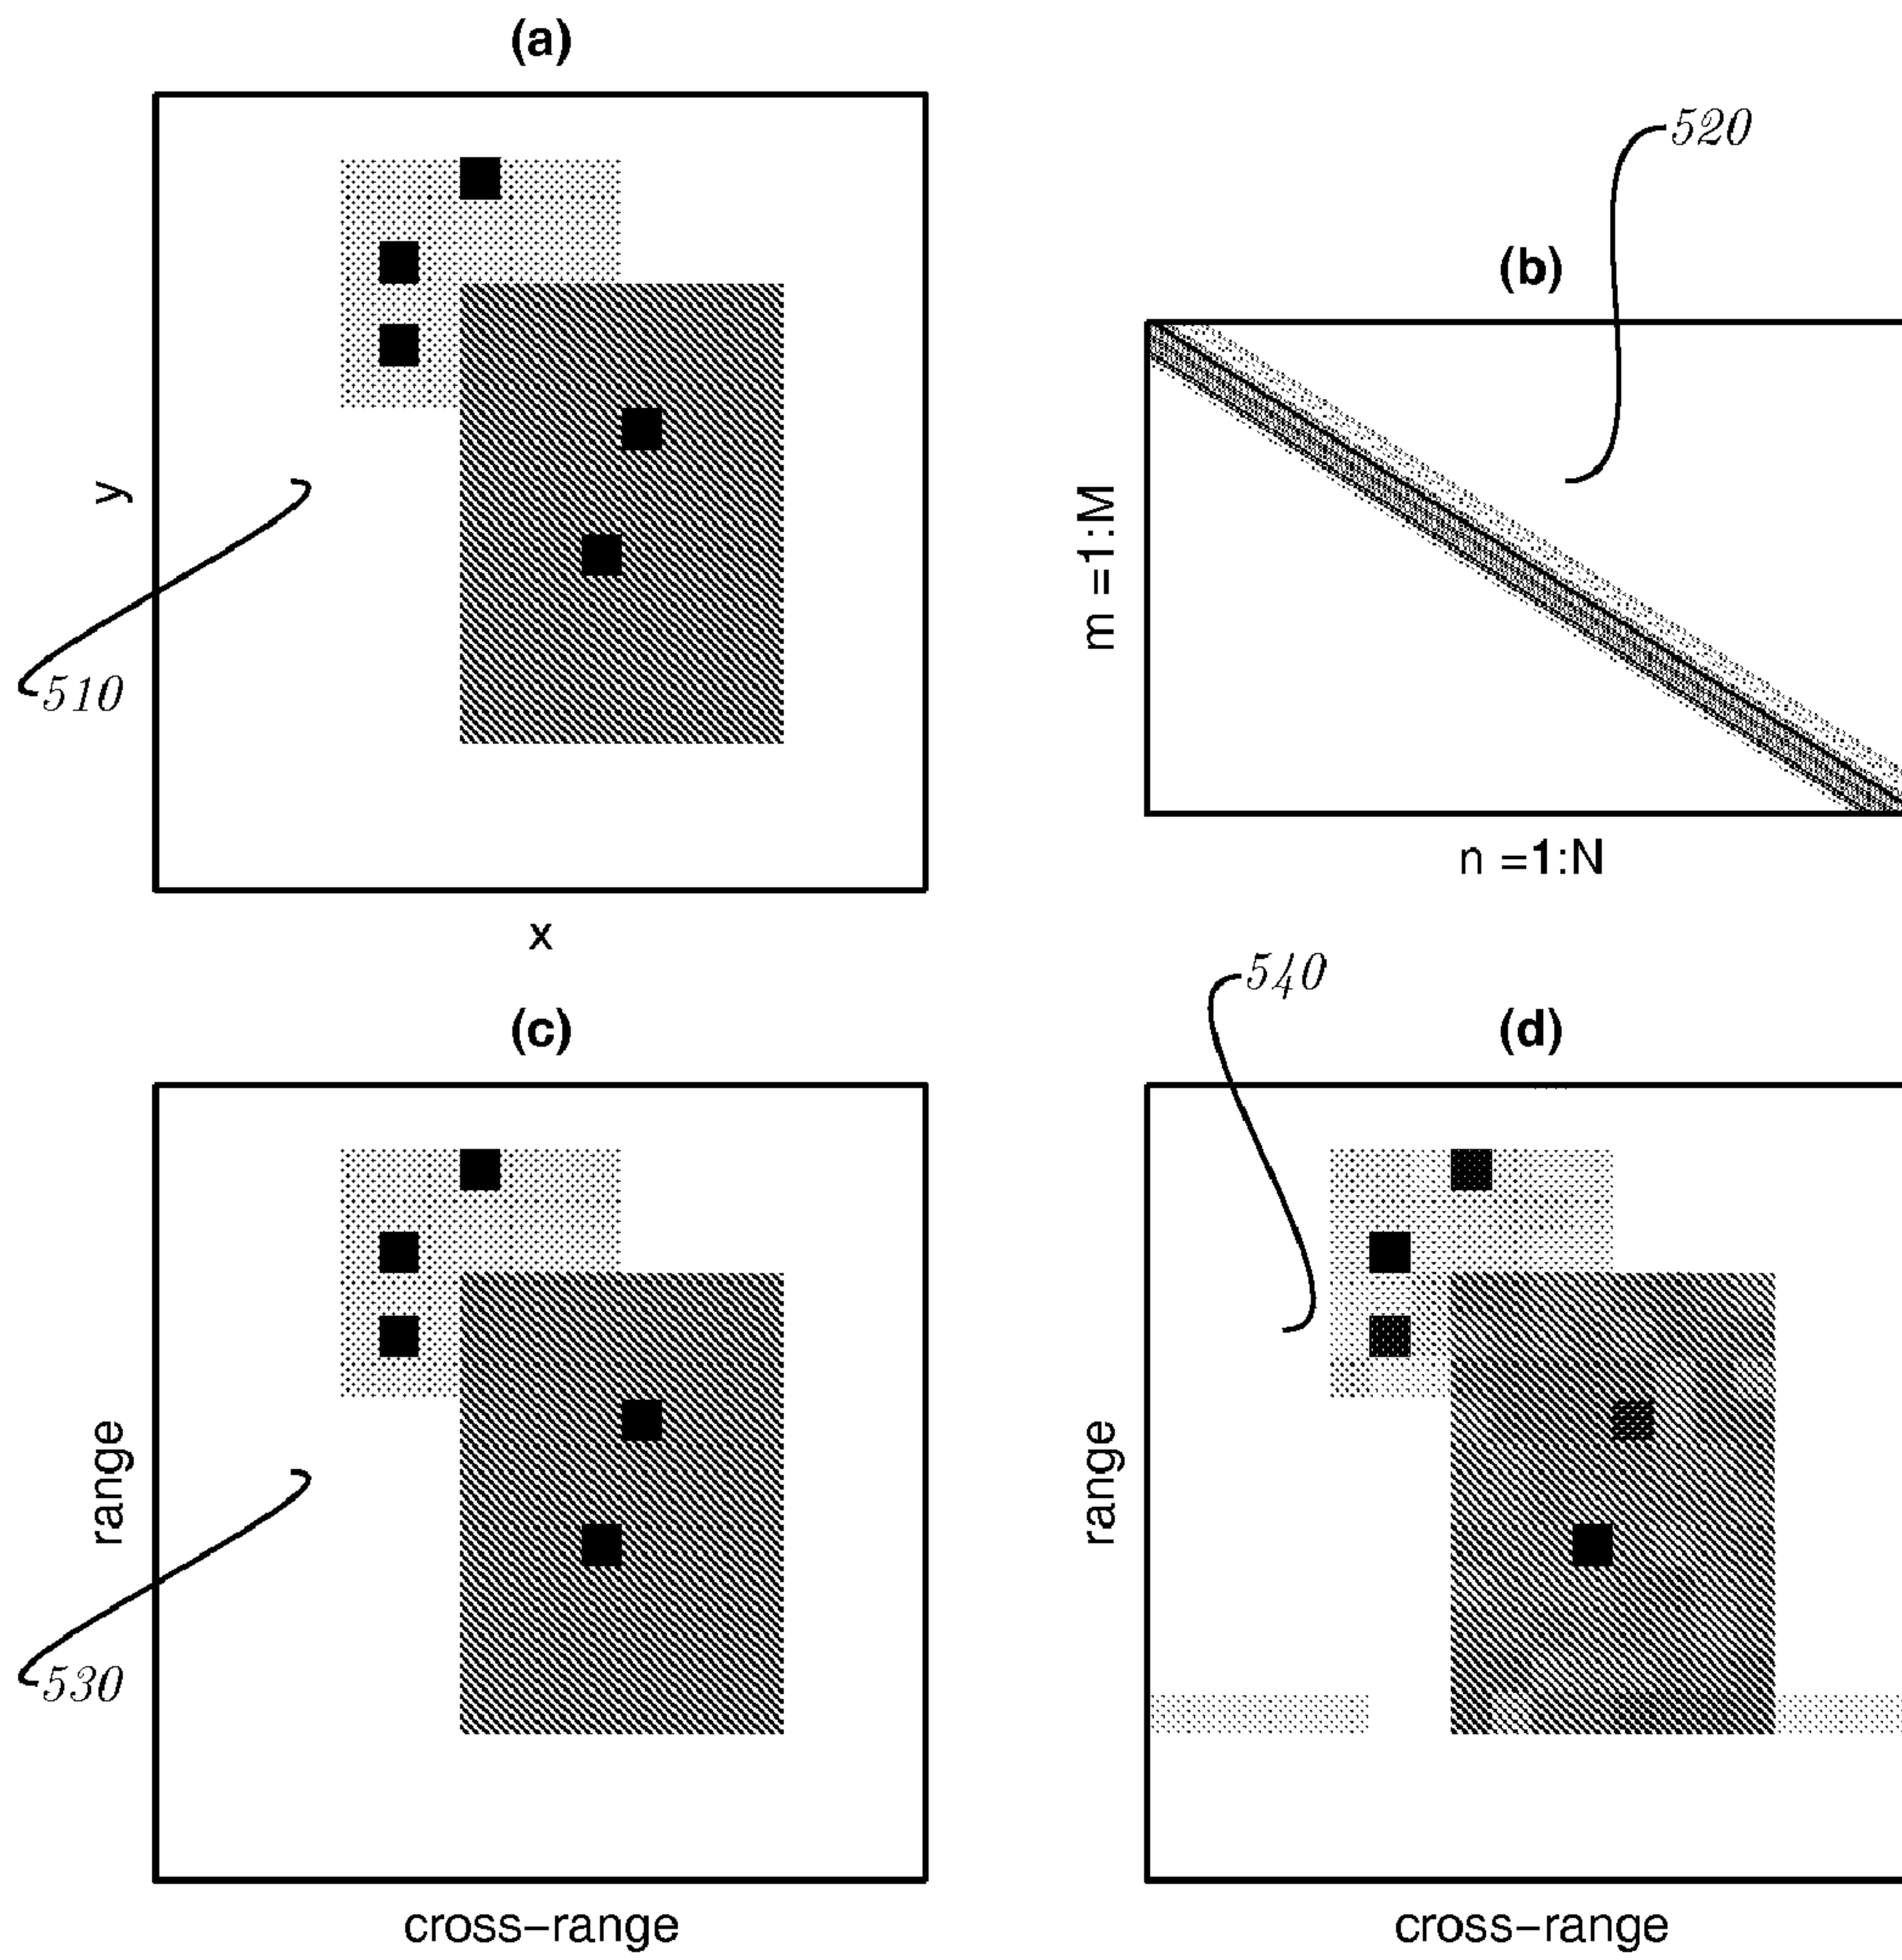 (a)
520
(b)
y
m =1:M
510
n =1:N
x
540
(c)
(d)
range
range
530
cross-range
cross-range